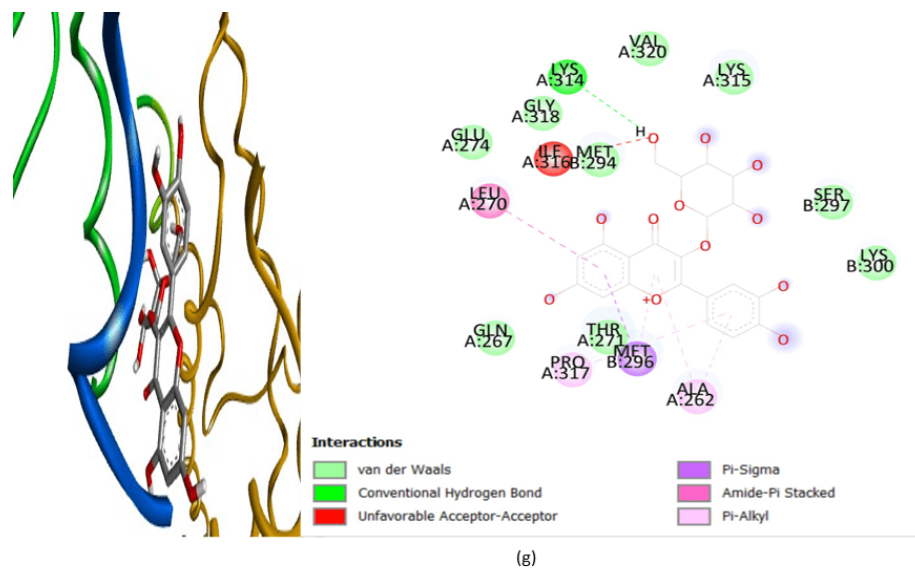 VAL
A:320
LYS
A:314
LYS
A:315
GLY
A:318
GLU
A:274
ILE
A:316
MET
B:294
H
O
O
LEU
A:270
O
SER
B:297
O
O
O
O
O
LYS
B:300
O
+O
O
GLN
A:267
THR
A:271
O
PRO
A:317
MET
B:296
ALA
A:262
Interactions
van der Waals
Conventional Hydrogen Bond
Unfavorable Acceptor-Acceptor
Pi-Sigma
Amide-Pi Stacked
Pi-Alkyl
(g)